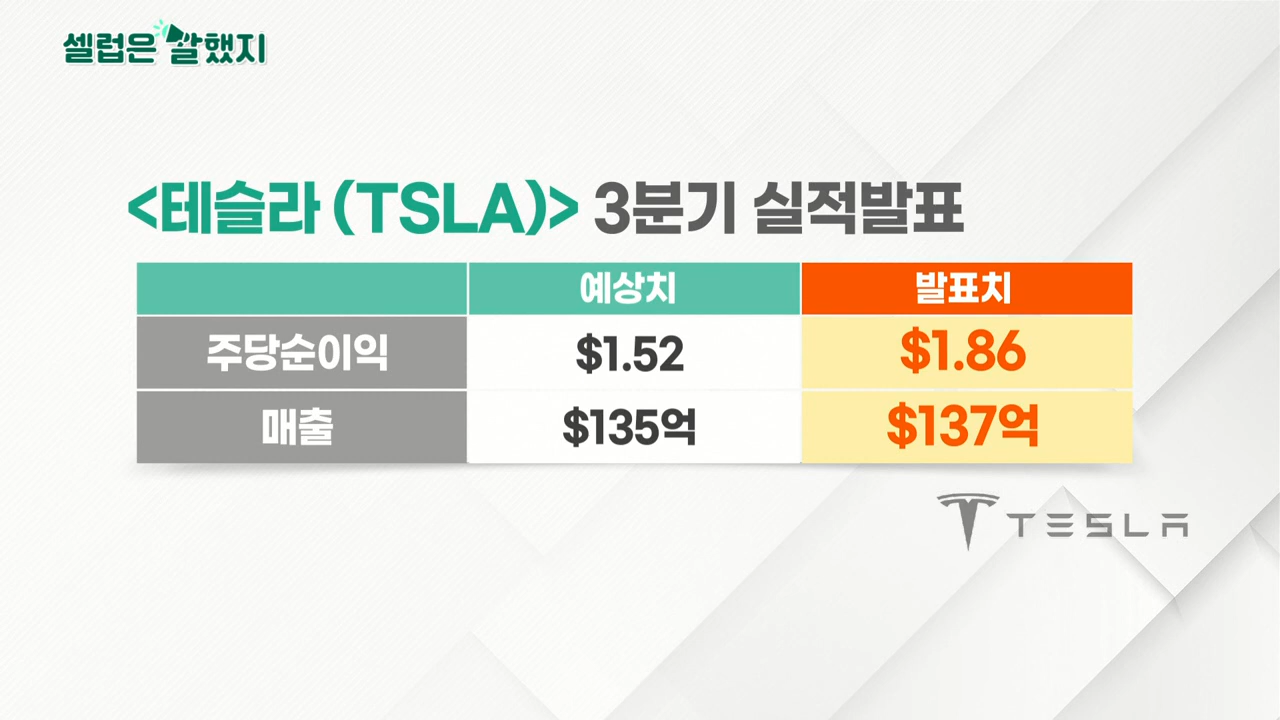 셀럽은 말했지
<테슬라 (TSLA)> 3분기 실적발표
예상치 발표치
주당순이익 $1.52 $1.86
매출 $135억 $137억
TESLA